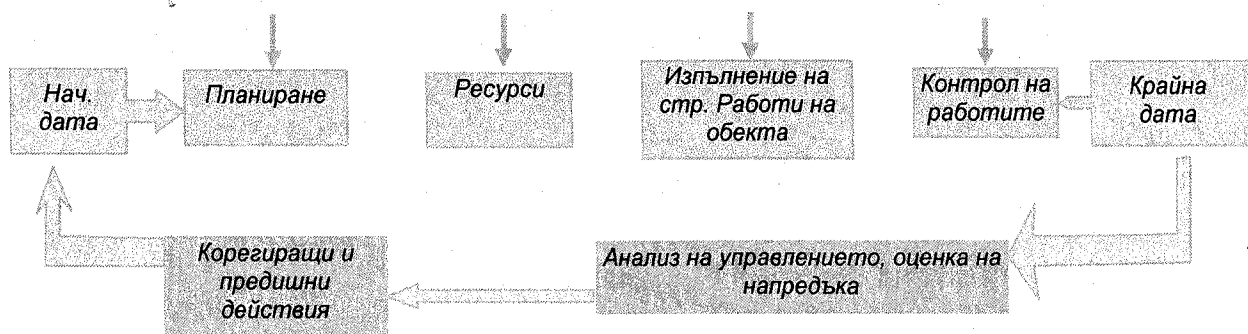 Нач.
дата
Планиране
Ресурси
Изпълнение на
стр. Работи на
обекта
Контрол на
работите
Крайна
дата
Корегиращи и
предишни
действия
Анализ на управлението, оценка на
напредъка